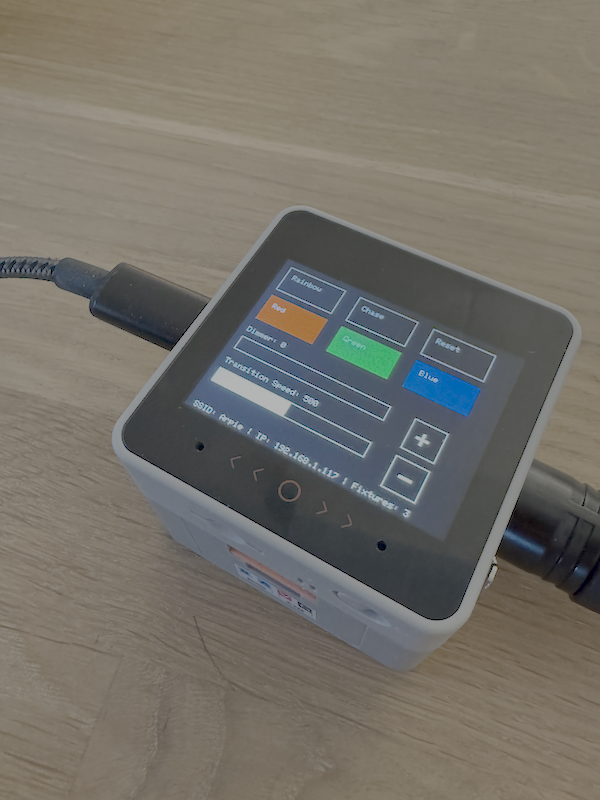 Rainbow
Chase
Reset
Red
Green
Blue
Dimmer: 0
Transition Speed: 500
+
-
SSID: Apple | IP: 192.168.1.117 | Fixtures: 3